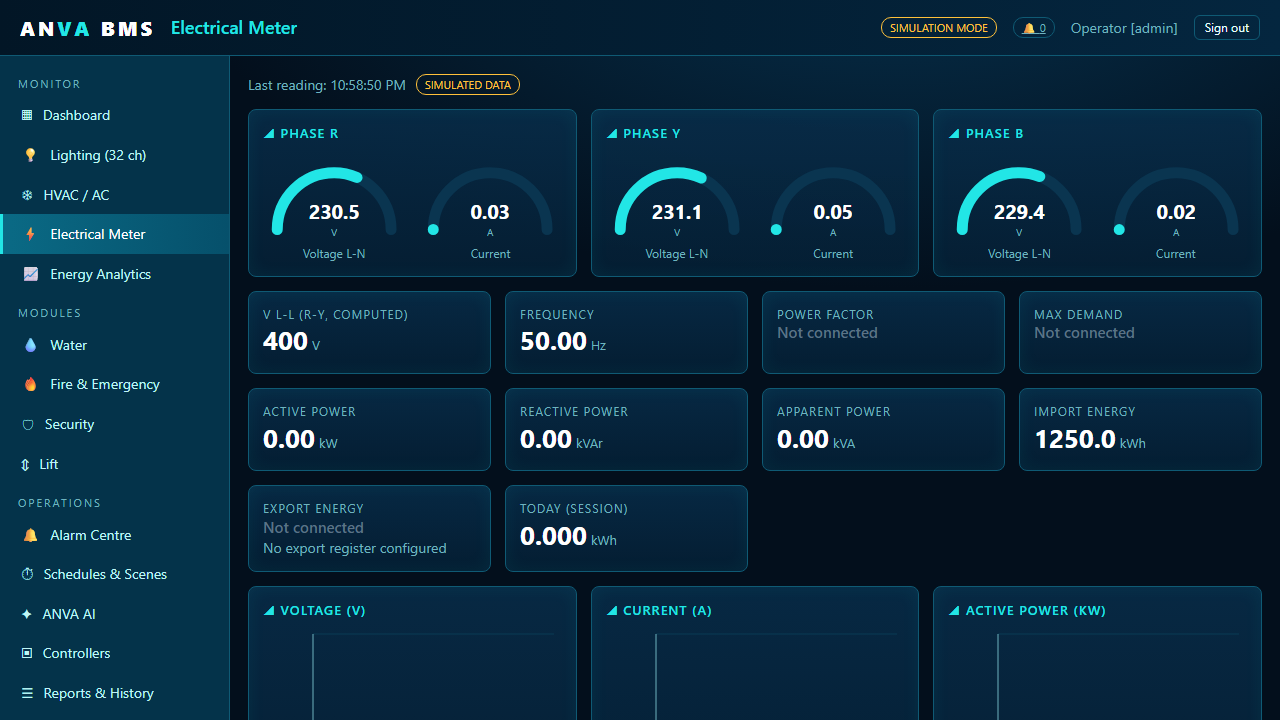 ANVA BMS
Electrical Meter
SIMULATION MODE
0
Operator [admin]
Sign out
MONITOR
Dashboard
Lighting (32 ch)
HVAC / AC
Electrical Meter
Energy Analytics
MODULES
Water
Fire & Emergency
Security
Lift
OPERATIONS
Alarm Centre
Schedules & Scenes
ANVA AI
Controllers
Reports & History
Last reading: 10:58:50 PM
SIMULATED DATA
PHASE R
230.5
V
Voltage L-N
0.03
A
Current
PHASE Y
231.1
V
Voltage L-N
0.05
A
Current
PHASE B
229.4
V
Voltage L-N
0.02
A
Current
V L-L (R-Y, COMPUTED)
400 V
FREQUENCY
50.00 Hz
POWER FACTOR
Not connected
MAX DEMAND
Not connected
ACTIVE POWER
0.00 kW
REACTIVE POWER
0.00 kVAr
APPARENT POWER
0.00 kVA
IMPORT ENERGY
1250.0 kWh
EXPORT ENERGY
Not connected
No export register configured
TODAY (SESSION)
0.000 kWh
VOLTAGE (V)
CURRENT (A)
ACTIVE POWER (KW)